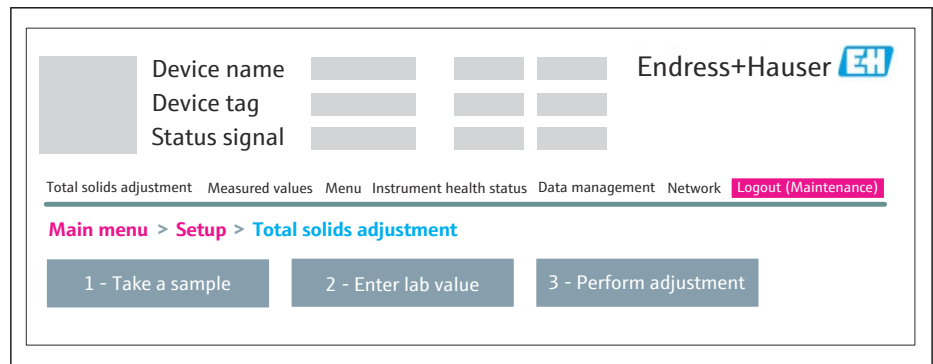 Device name
Endress+Hauser EH
Device tag
Status signal
Total solids adjustment Measured values Menu Instrument health status Data management Network Logout (Maintenance)
Main menu > Setup > Total solids adjustment
1 - Take a sample 2 - Enter lab value 3 - Perform adjustment